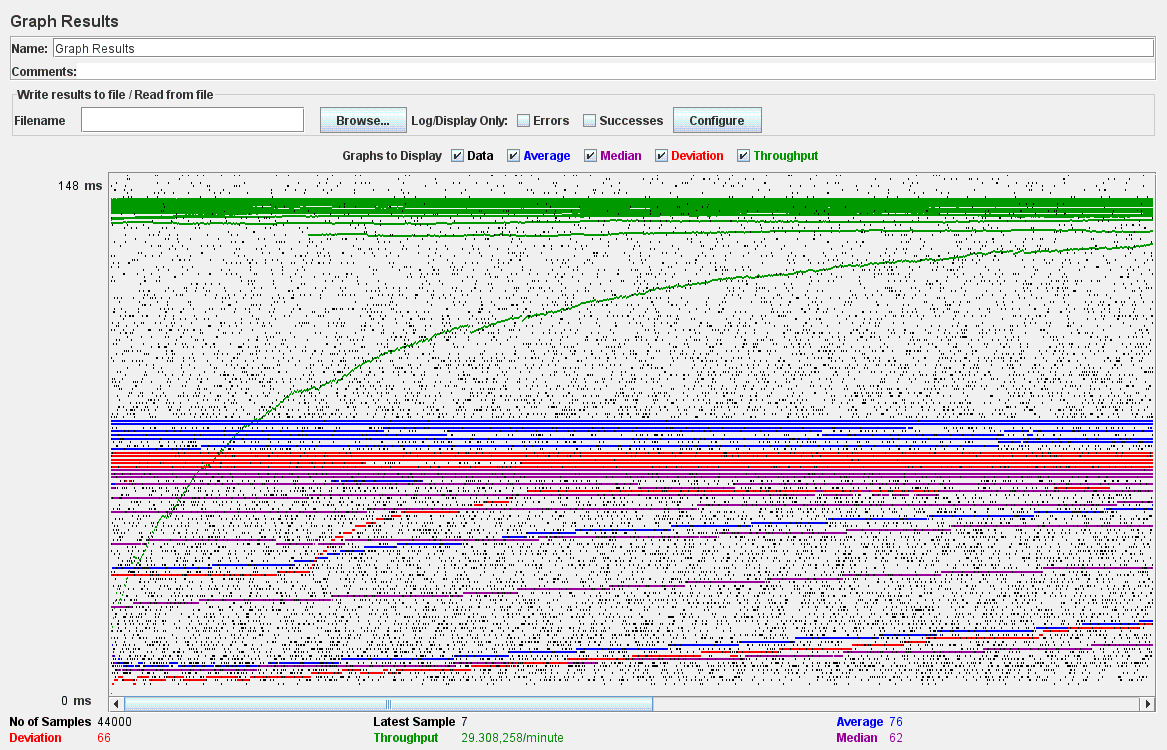 Graph Results
Name: Graph Results
Comments:
Write results to file / Read from file
Filename Browse... Log/Display Only: Errors Successes Configure
Graphs to Display Data Average Median Deviation Throughput
148 ms
0 ms
No of Samples 44000 Latest Sample 7 Average 76
Deviation 66 Throughput 29.308,258/minute Median 62